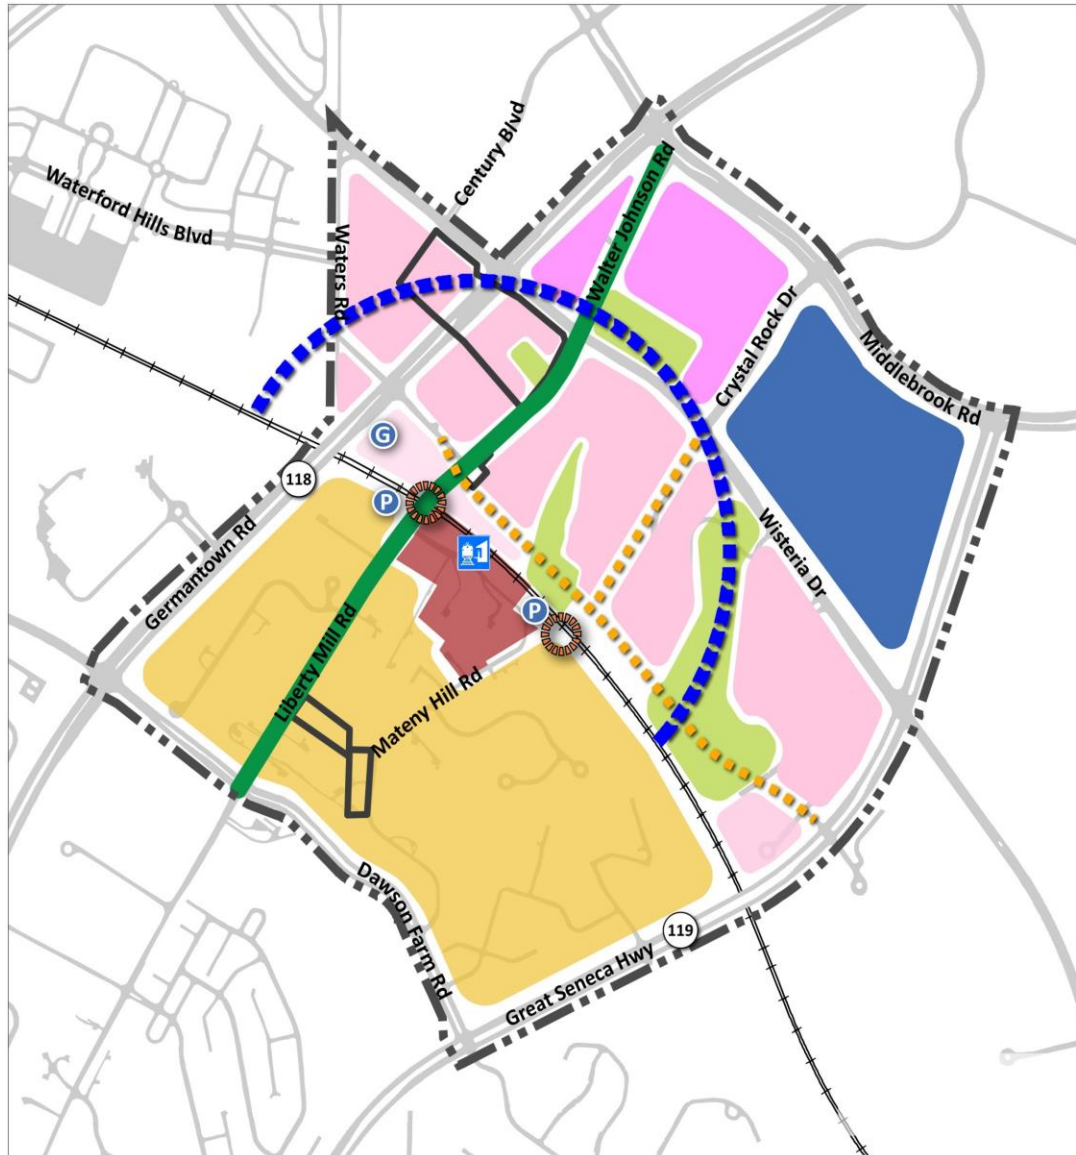 Century Blvd
Waterford Hills Blvd
Waters Rd
Walter Johnson Rd
Crystal Rock Dr
Middlebrook Rd
G
118
P
Germantown Rd
Wisteria Dr
P
Liberty Mill Rd
Mateny Hill Rd
Dawson Farm Rd
119
Great Seneca Hwy